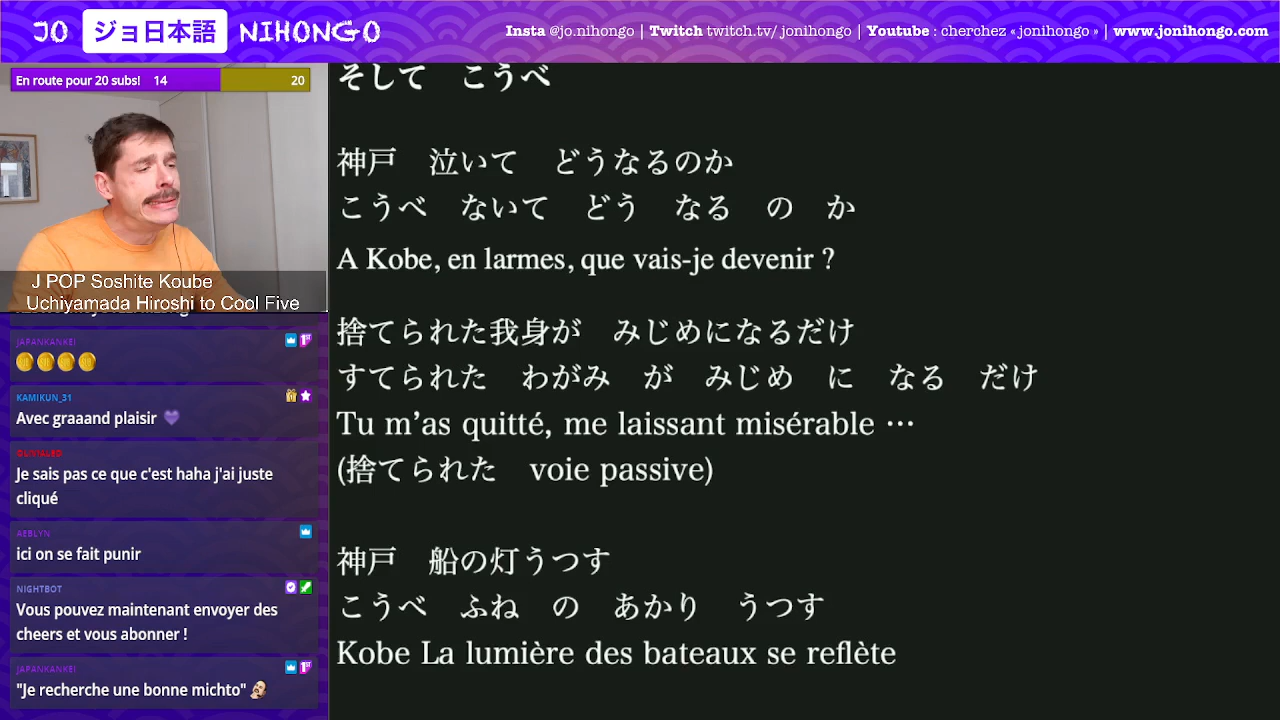 JO ジョ日本語 NIHONGO
Insta @jo.nihongo | Twitch twitch.tv/jonihongo | Youtube : cherchez « jonihongo » | www.jonihongo.com
En route pour 20 subs! 14 20
J POP Soshite Koube
Uchiyamada Hiroshi to Cool Five
JAPANKANKEI
KAMIKUN_31
Avec graaand plaisir 💜
Je sais pas ce que c'est haha j'ai juste
cliqué
AEBLYN
ici on se fait punir
NIGHTBOT
Vous pouvez maintenant envoyer des
cheers et vous abonner !
JAPANKANKEI
"Je recherche une bonne michto"
そして　こうべ
神戸　泣いて　どうなるのか
こうべ　ないて　どう　なる　の　か
A Kobe, en larmes, que vais-je devenir ?
捨てられた我身が　みじめになるだけ
すてられた　わがみ　が　みじめ　に　なる　だけ
Tu m’as quitté, me laissant misérable …
(捨てられた　voie passive)
神戸　船の灯うつす
こうべ　ふね　の　あかり　うつす
Kobe La lumière des bateaux se reflète